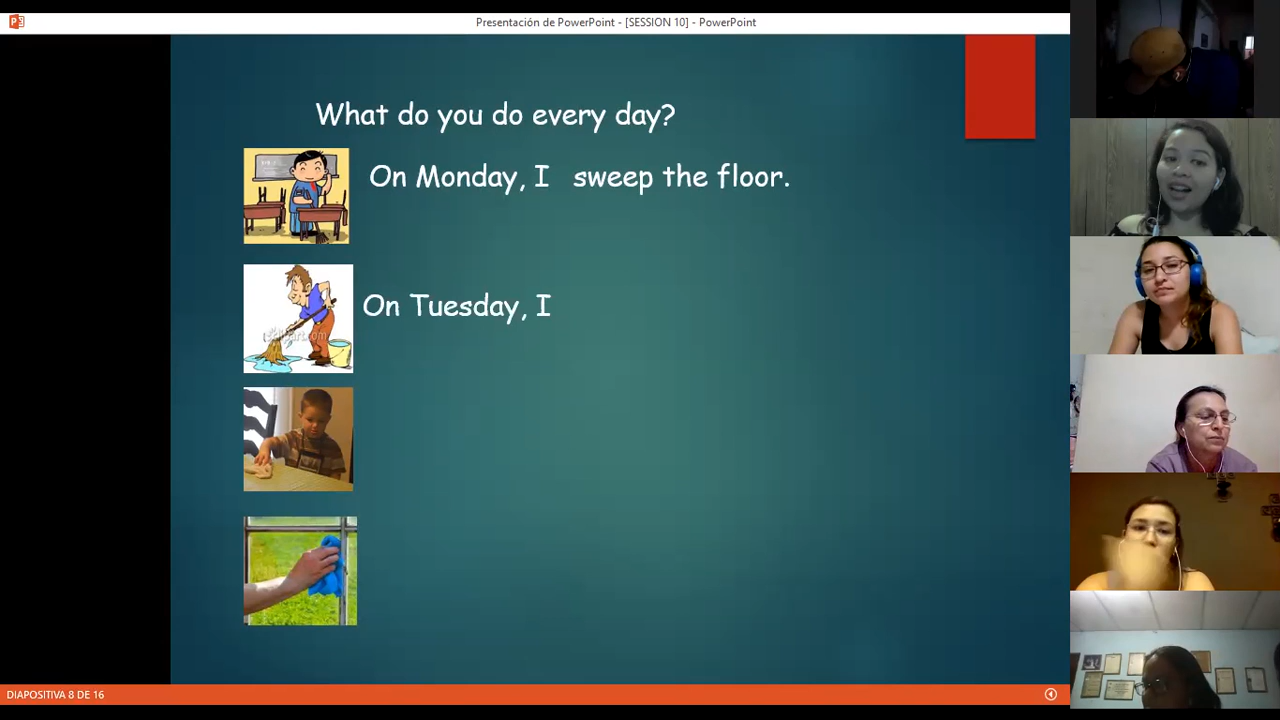 Presentación de PowerPoint - [SESSION 10] - PowerPoint
What do you do every day?
On Monday, I sweep the floor.
On Tuesday, I
DIAPOSITIVA 8 DE 16